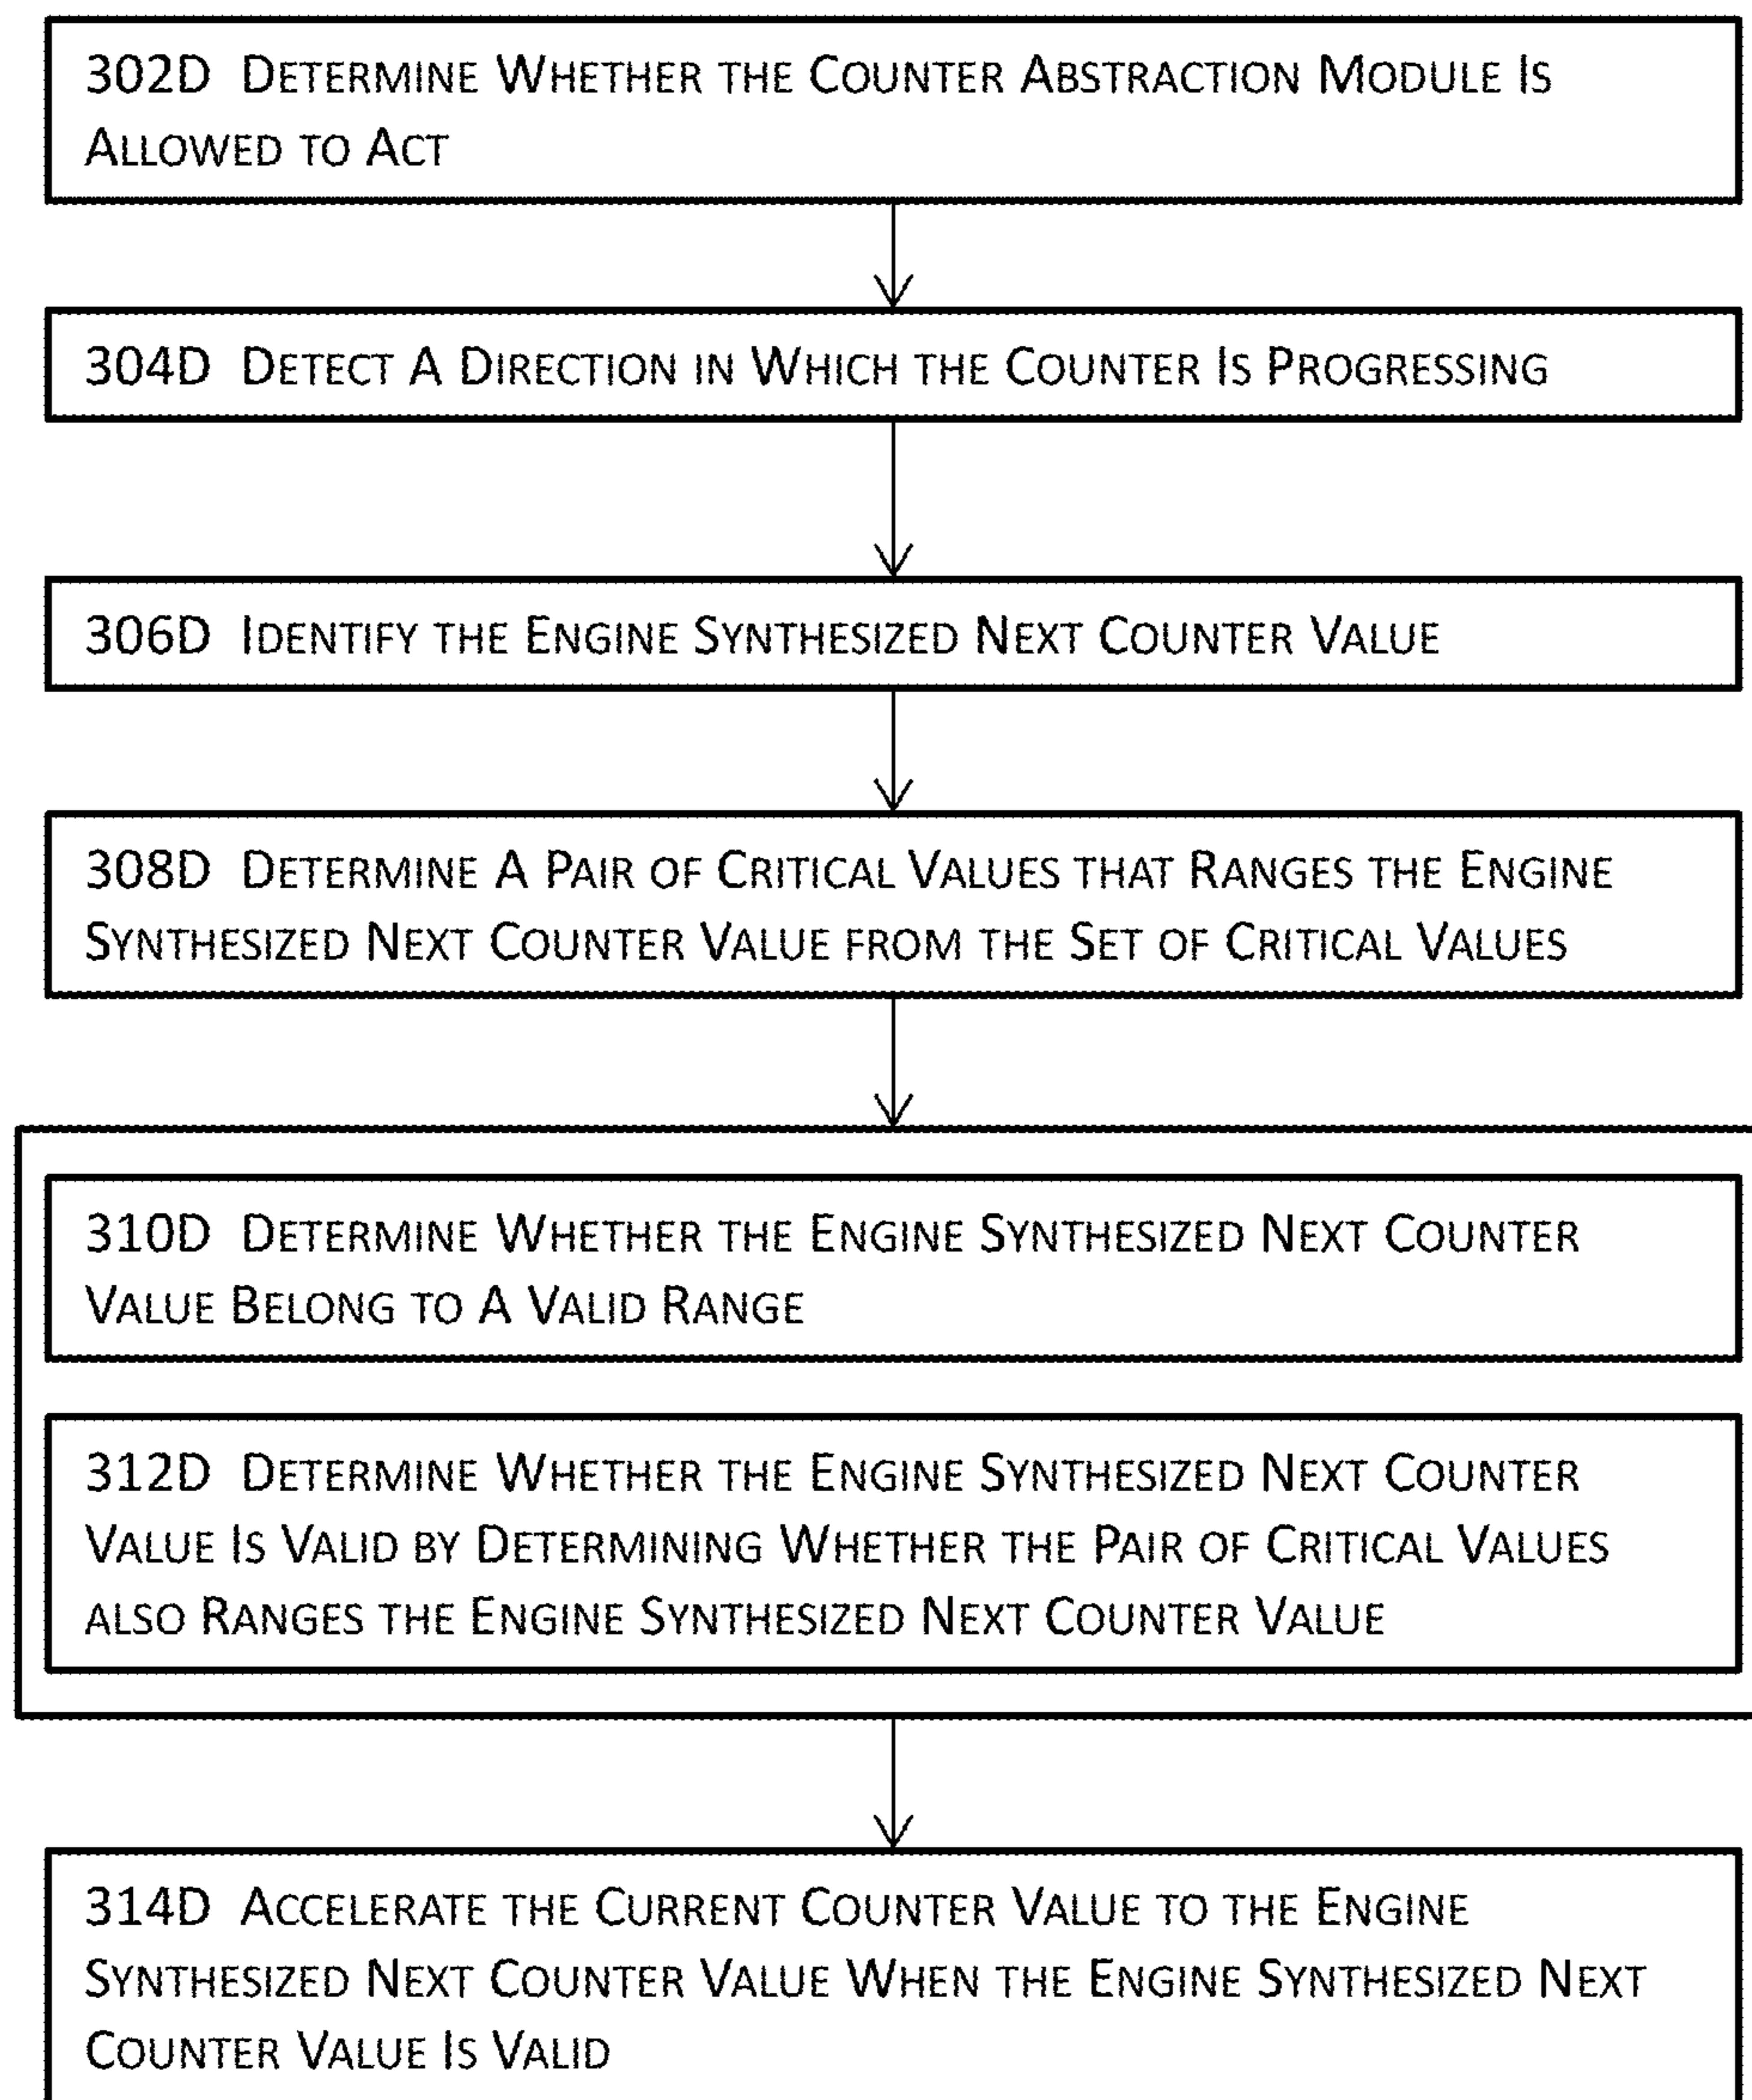 302D DETERMINE WHETHER THE COUNTER ABSTRACTION MODULE IS
ALLOWED TO ACT
304D DETECT A DIRECTION IN WHICH THE COUNTER IS PROGRESSING
306D IDENTIFY THE ENGINE SYNTHESIZED NEXT COUNTER VALUE
308D DETERMINE A PAIR OF CRITICAL VALUES THAT RANGES THE ENGINE
SYNTHESIZED NEXT COUNTER VALUE FROM THE SET OF CRITICAL VALUES
310D DETERMINE WHETHER THE ENGINE SYNTHESIZED NEXT COUNTER
VALUE BELONG TO A VALID RANGE
312D DETERMINE WHETHER THE ENGINE SYNTHESIZED NEXT COUNTER
VALUE IS VALID BY DETERMINING WHETHER THE PAIR OF CRITICAL VALUES
ALSO RANGES THE ENGINE SYNTHESIZED NEXT COUNTER VALUE
314D ACCELERATE THE CURRENT COUNTER VALUE TO THE ENGINE
SYNTHESIZED NEXT COUNTER VALUE WHEN THE ENGINE SYNTHESIZED NEXT
COUNTER VALUE IS VALID